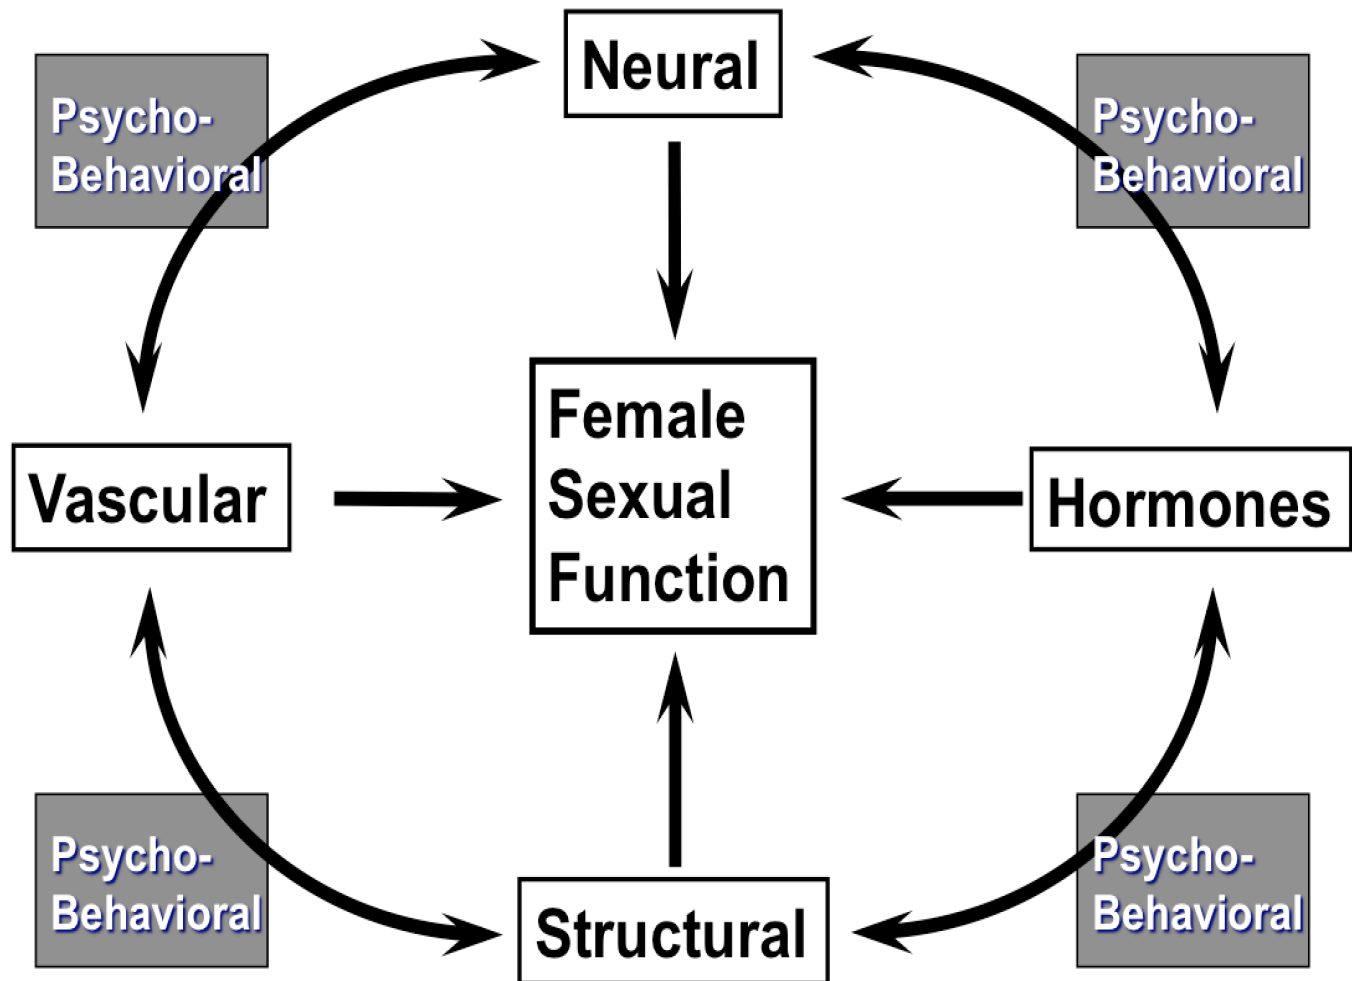 Neural
Psycho-
Behavioral
Psycho-
Behavioral
Female
Sexual
Function
Vascular
Hormones
Psycho-
Behavioral
Psycho-
Behavioral
Structural